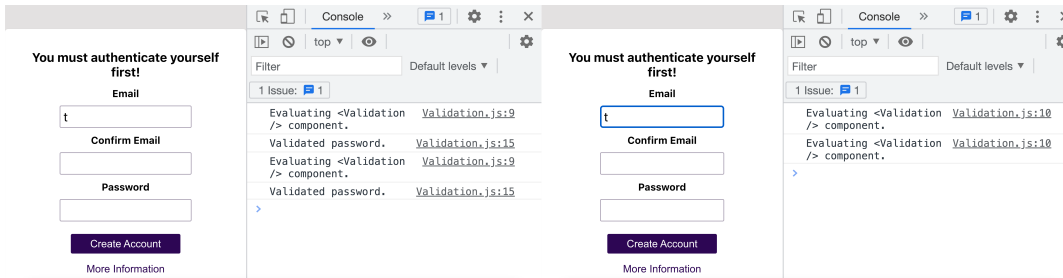 You must authenticate yourself
first!
Email
t
Confirm Email
Password
Create Account
More Information
Console
1
top
Filter
Default levels
1 Issue: 1
Evaluating <Validation Validation.js:9
/> component.
Validated password. Validation.js:15
Evaluating <Validation Validation.js:9
/> component.
Validated password. Validation.js:15
You must authenticate yourself
first!
Email
t
Confirm Email
Password
Create Account
More Information
Console
1
top
Filter
Default levels
1 Issue: 1
Evaluating <Validation Validation.js:10
/> component.
Evaluating <Validation Validation.js:10
/> component.